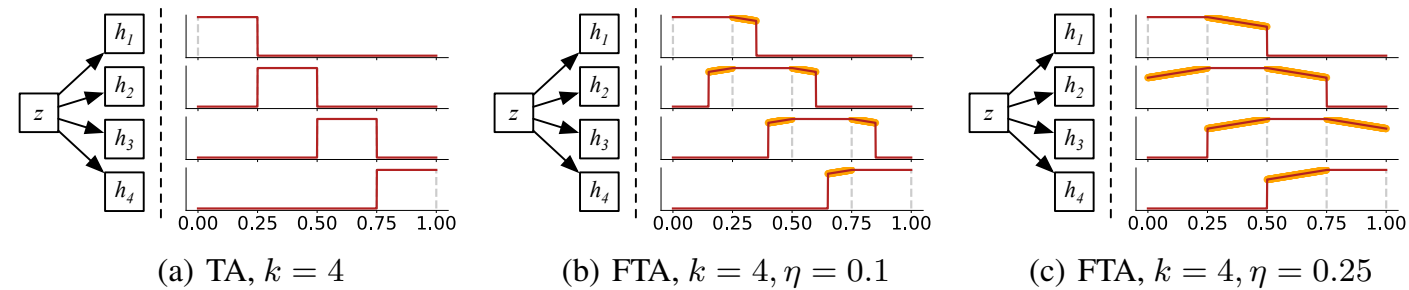 z
h1
h2
h3
h4
0.00 0.25 0.50 0.75 1.00
(a) TA, k = 4
z
h1
h2
h3
h4
0.00 0.25 0.50 0.75 1.00
(b) FTA, k = 4, η = 0.1
z
h1
h2
h3
h4
0.00 0.25 0.50 0.75 1.00
(c) FTA, k = 4, η = 0.25